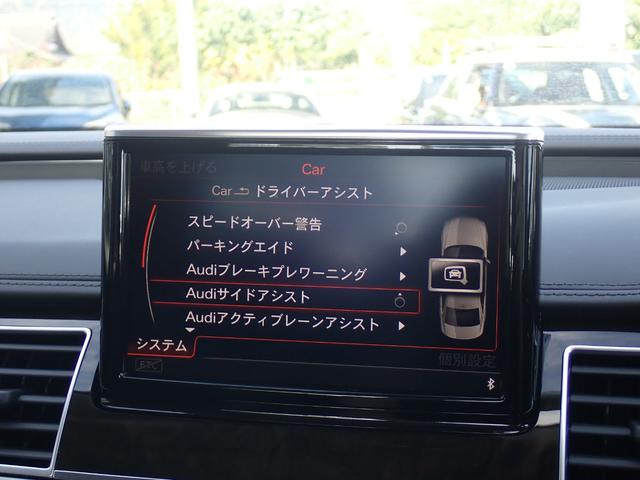 車高を上げる
Car
Car ドライバーアシスト
スピードオーバー警告
パーキングエイド
Audiブレーキプレワーニング
Audiサイドアシスト
Audiアクティブレーンアシスト
システム
個別設定
ETC